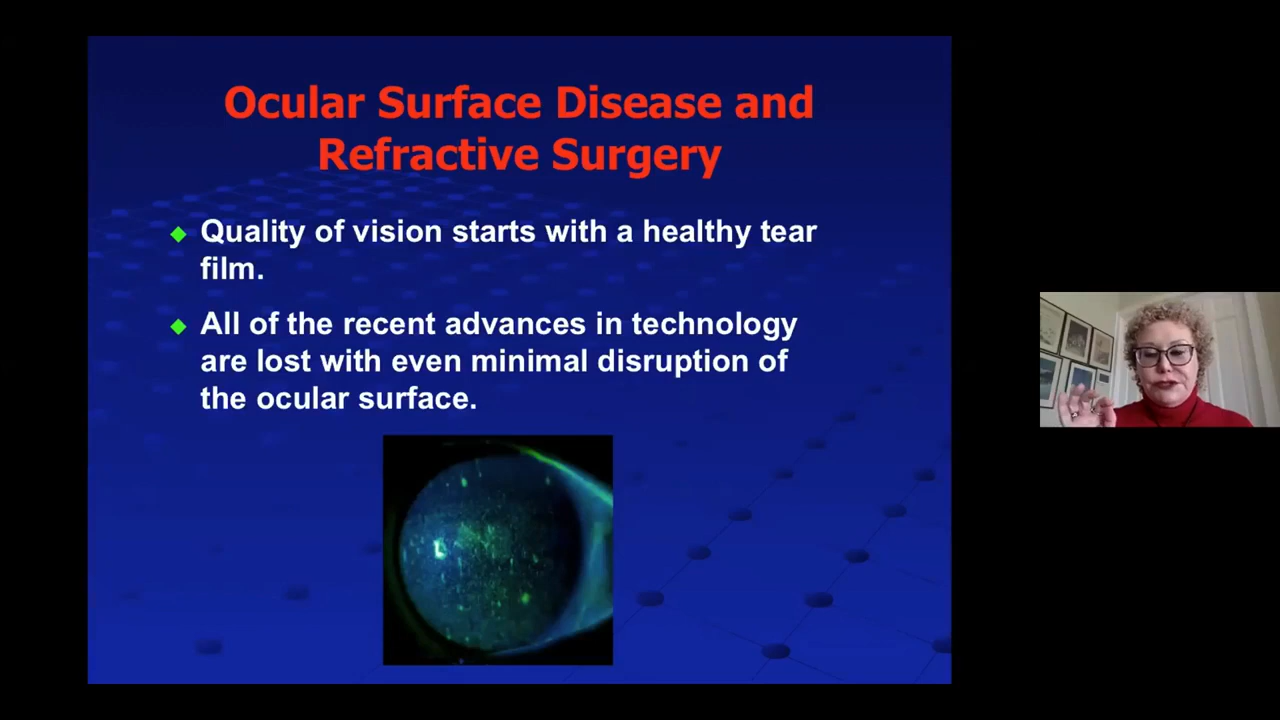 Ocular Surface Disease and
Refractive Surgery
Quality of vision starts with a healthy tear
film.
All of the recent advances in technology
are lost with even minimal disruption of
the ocular surface.